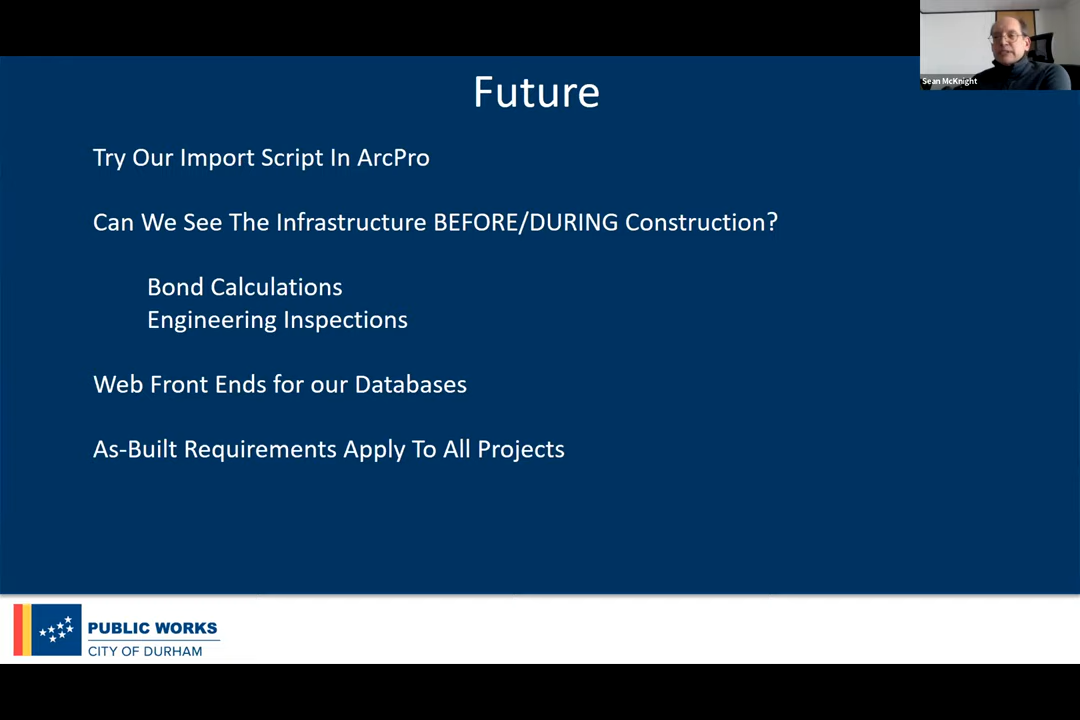 Sean McKnight
Future
Try Our Import Script In ArcPro
Can We See The Infrastructure BEFORE/DURING Construction?
Bond Calculations
Engineering Inspections
Web Front Ends for our Databases
As-Built Requirements Apply To All Projects
PUBLIC WORKS
CITY OF DURHAM